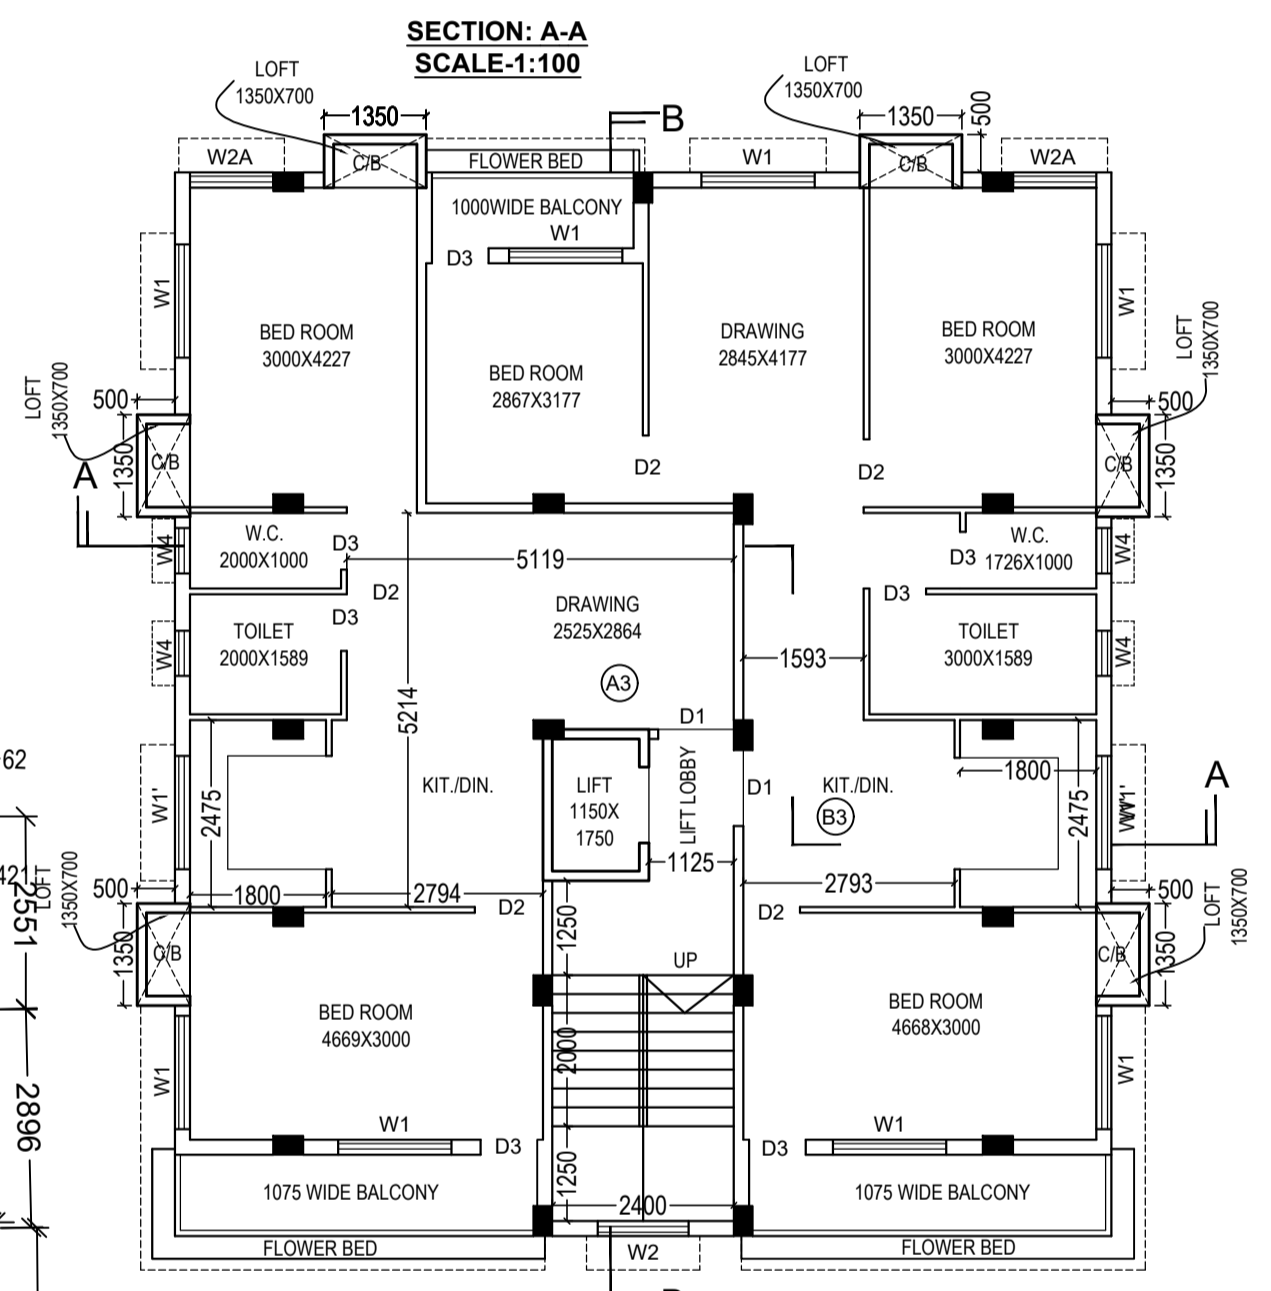 SECTION: A-A
SCALE-1:100
LOFT
1350X700
LOFT
1350X700
1350
1350
500
B
W2A
C/B
FLOWER BED
W1
C/B
W2A
1000WIDE BALCONY
W1
D3
W1
W1
BED ROOM
3000X4227
BED ROOM
2867X3177
DRAWING
2845X4177
BED ROOM
3000X4227
LOFT
1350X700
LOFT
1350X700
500
500
1350
C/B
D2
D2
C/B
1350
A
W4
W.C.
2000X1000
D3
5119
D3
W.C.
1726X1000
W4
D2
D3
D3
DRAWING
2525X2864
TOILET
2000X1589
W4
1593
TOILET
3000X1589
W4
A3
5214
D1
62
W1'
2475
KIT./DIN.
LIFT
1150X
1750
LIFT LOBBY
D1
KIT./DIN.
B3
1800
2475
W1'
A
1125
421
2551
LOFT
1350X700
500
1800
2794
D2
2793
D2
500
LOFT
1350X700
1350
C/B
1250
UP
C/B
1350
BED ROOM
4669X3000
BED ROOM
4668X3000
2000
2896
W1
W1
W1
D3
W1
D3
1250
1075 WIDE BALCONY
2400
1075 WIDE BALCONY
FLOWER BED
W2
FLOWER BED